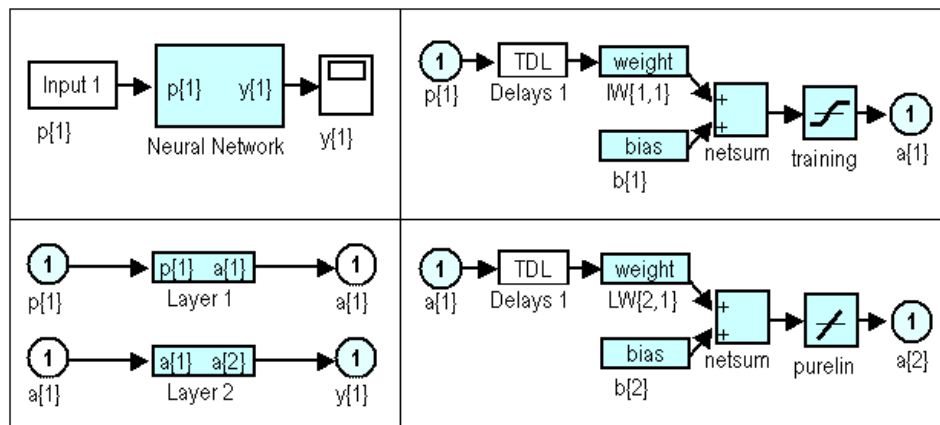 Input 1
p{1}
p{1} y{1}
Neural Network
y{1}
1
p{1}
TDL
Delays 1
weight
IW{1,1}
bias
b{1}
+
+
netsum
training
1
a{1}
1
p{1}
p{1} a{1}
Layer 1
1
a{1}
1
a{1}
a{1} a{2}
Layer 2
1
y{1}
1
a{1}
TDL
Delays 1
weight
LW{2,1}
bias
b{2}
+
+
netsum
purelin
1
a{2}